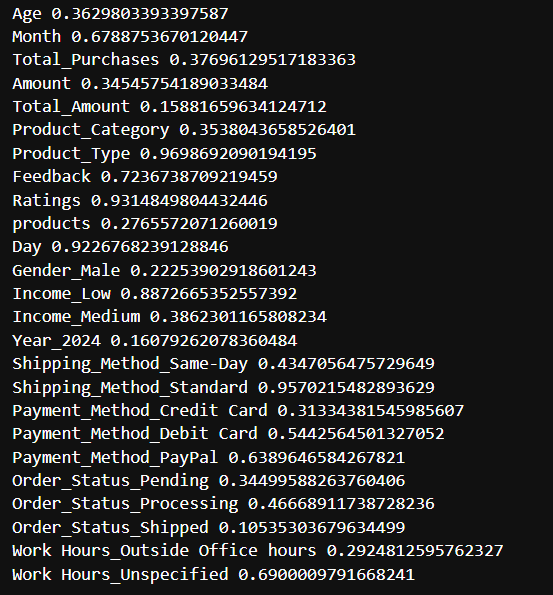 Age 0.3629803393397587
Month 0.6788753670120447
Total_Purchases 0.37696129517183363
Amount 0.34545754189033484
Total_Amount 0.15881659634124712
Product_Category 0.3538043658526401
Product_Type 0.9698692090194195
Feedback 0.7236738709219459
Ratings 0.9314849804432446
products 0.2765572071260019
Day 0.9226768239128846
Gender_Male 0.22253902918601243
Income_Low 0.8872665352557392
Income_Medium 0.3862301165808234
Year_2024 0.16079262078360484
Shipping_Method_Same-Day 0.4347056475729649
Shipping_Method_Standard 0.9570215482893629
Payment_Method_Credit Card 0.31334381545985607
Payment_Method_Debit Card 0.5442564501327052
Payment_Method_PayPal 0.6389646584267821
Order_Status_Pending 0.34499588263760406
Order_Status_Processing 0.46668911738728236
Order_Status_Shipped 0.10535303679634499
Work Hours_Outside Office hours 0.2924812595762327
Work Hours_Unspecified 0.6900009791668241